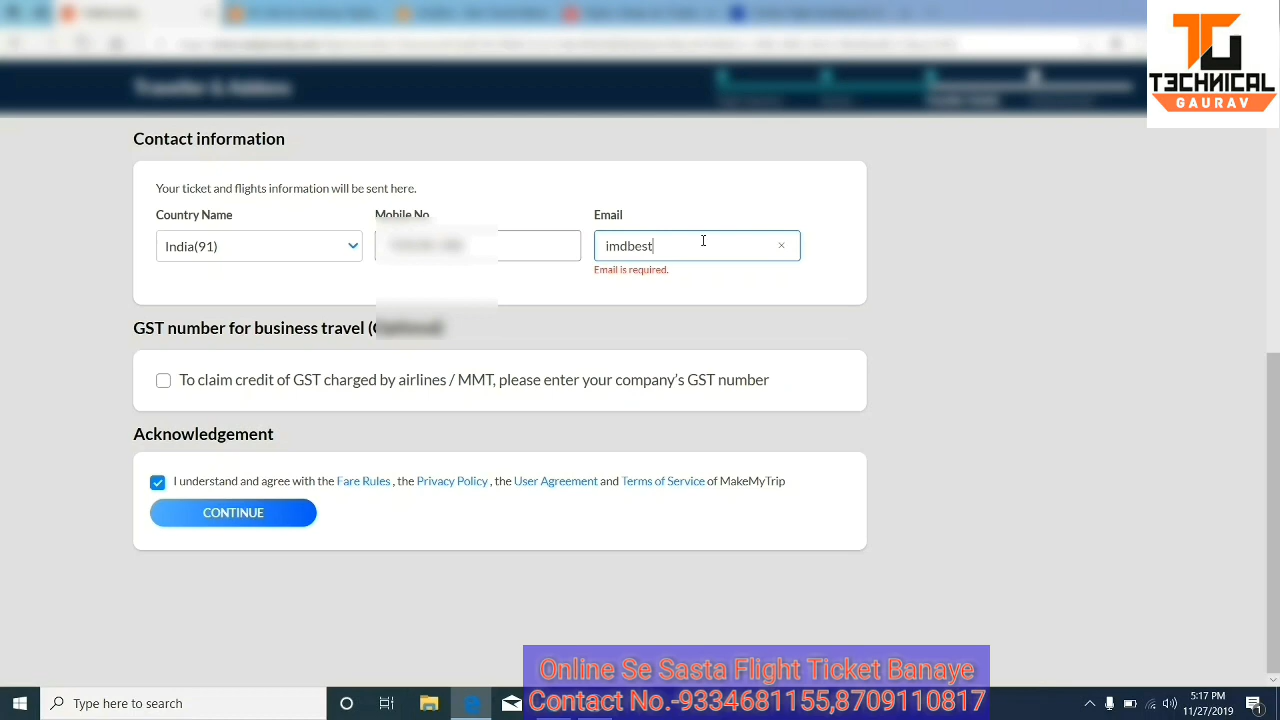 TECHNICAL
GAURAV
Traveller & Addons
Contact information
Your ticket and flights information will be sent here.
Country Name
Mobile No
Email
India(91)
imdbest
Email is required.
GST number for business travel (
To claim credit of GST charged by airlines / MMT, please enter your company's GST number
Acknowledgement
I understand and agree with the Fare Rules , the Privacy Policy , the User Agreement and Terms of Service of MakeMyTrip
CONTINUE
Online Se Sasta Flight Ticket Banaye
Contact No.-9334681155,8709110817
Type here to search
5:17 PM
11/27/2019